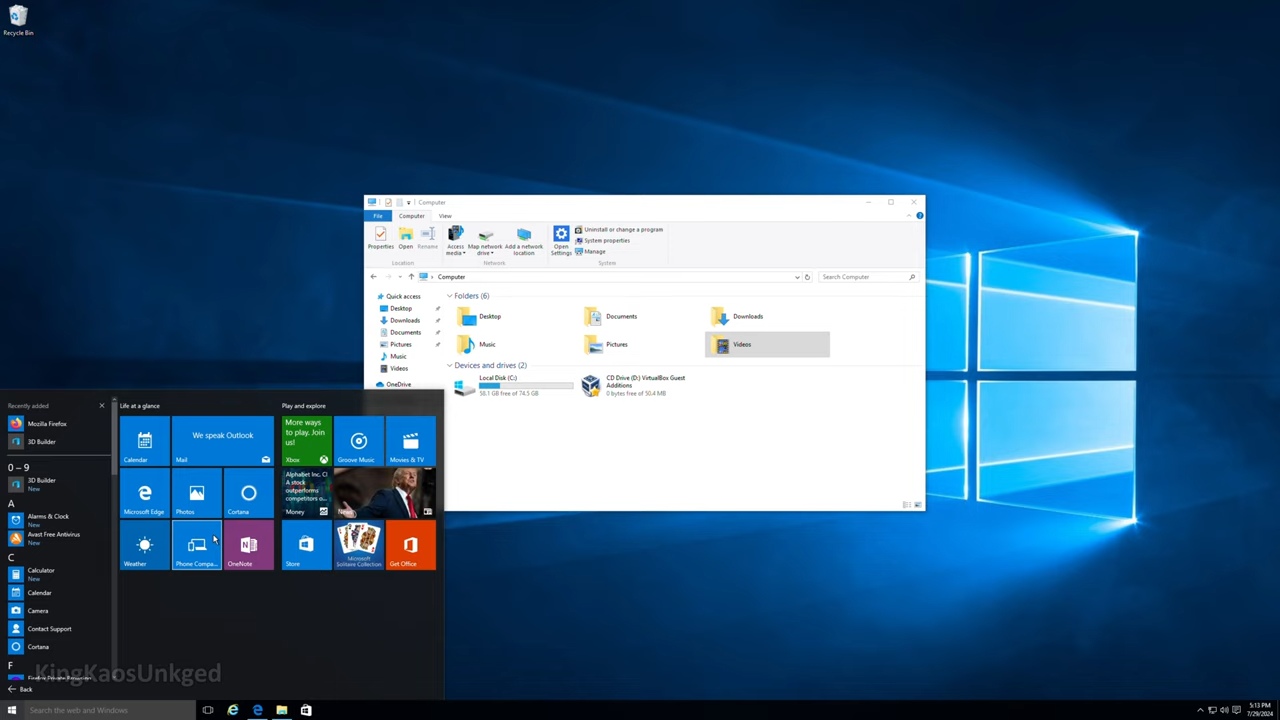 Recycle Bin
Computer
File
Computer
View
Properties
Open
Rename
Access media
Map network drive
Add a network location
Open Settings
Uninstall or change a program
System properties
Manage
Location
Network
System
Computer
Search Computer
Quick access
Desktop
Downloads
Documents
Pictures
Music
Videos
OneDrive
Folders (6)
Desktop
Documents
Downloads
Music
Pictures
Videos
Devices and drives (2)
Local Disk (C:)
58.1 GB free of 74.5 GB
CD Drive (D:) VirtualBox Guest
Additions
0 bytes free of 50.4 MB
Recently added
Mozilla Firefox
3D Builder
0 – 9
3D Builder
New
A
Alarms & Clock
New
Avast Free Antivirus
New
C
Calculator
New
Calendar
Camera
Contact Support
Cortana
F
Firefox Private Browsing
Back
Life at a glance
Calendar
We speak Outlook
Mail
Microsoft Edge
Photos
Cortana
Weather
Phone Compa...
OneNote
Play and explore
More ways
to play. Join
us!
Xbox
Groove Music
Movies & TV
Alphabet Inc. Cl
A stock
outperforms
competitors o...
Money
News
Store
Microsoft
Solitaire Collection
Get Office
KingKaosUnkged
Search the web and Windows
5:13 PM
7/29/2024